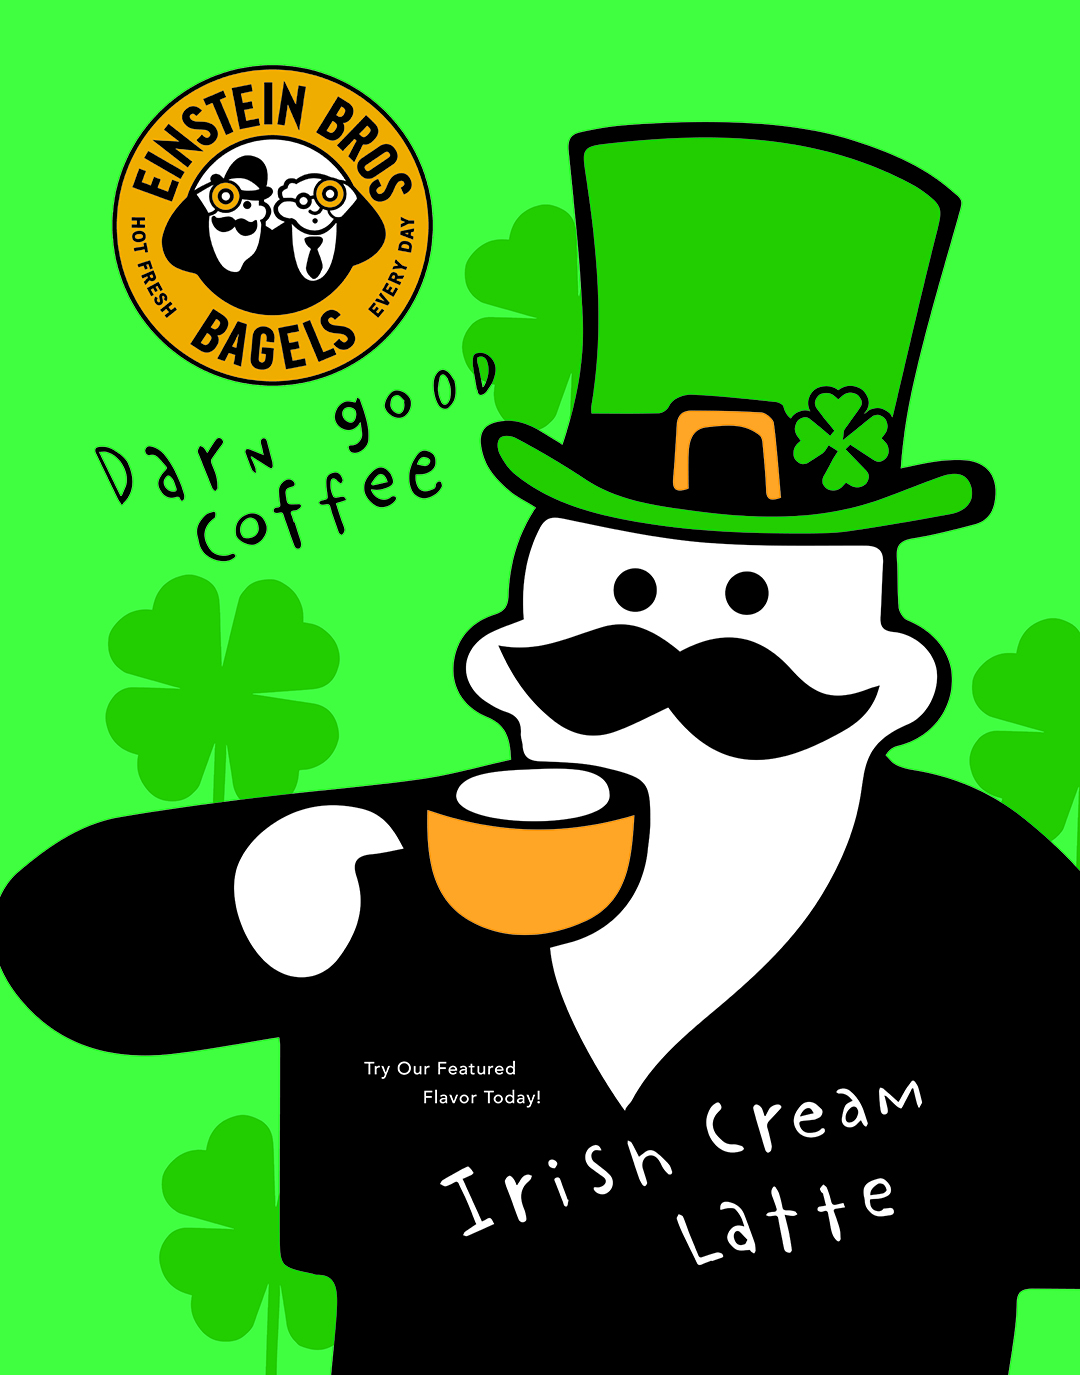 EINSTEIN BROS
HOT FRESH
EVERY DAY
BAGELS
Darn good
coffee
Try Our Featured
Flavor Today!
Irish Cream
Latte